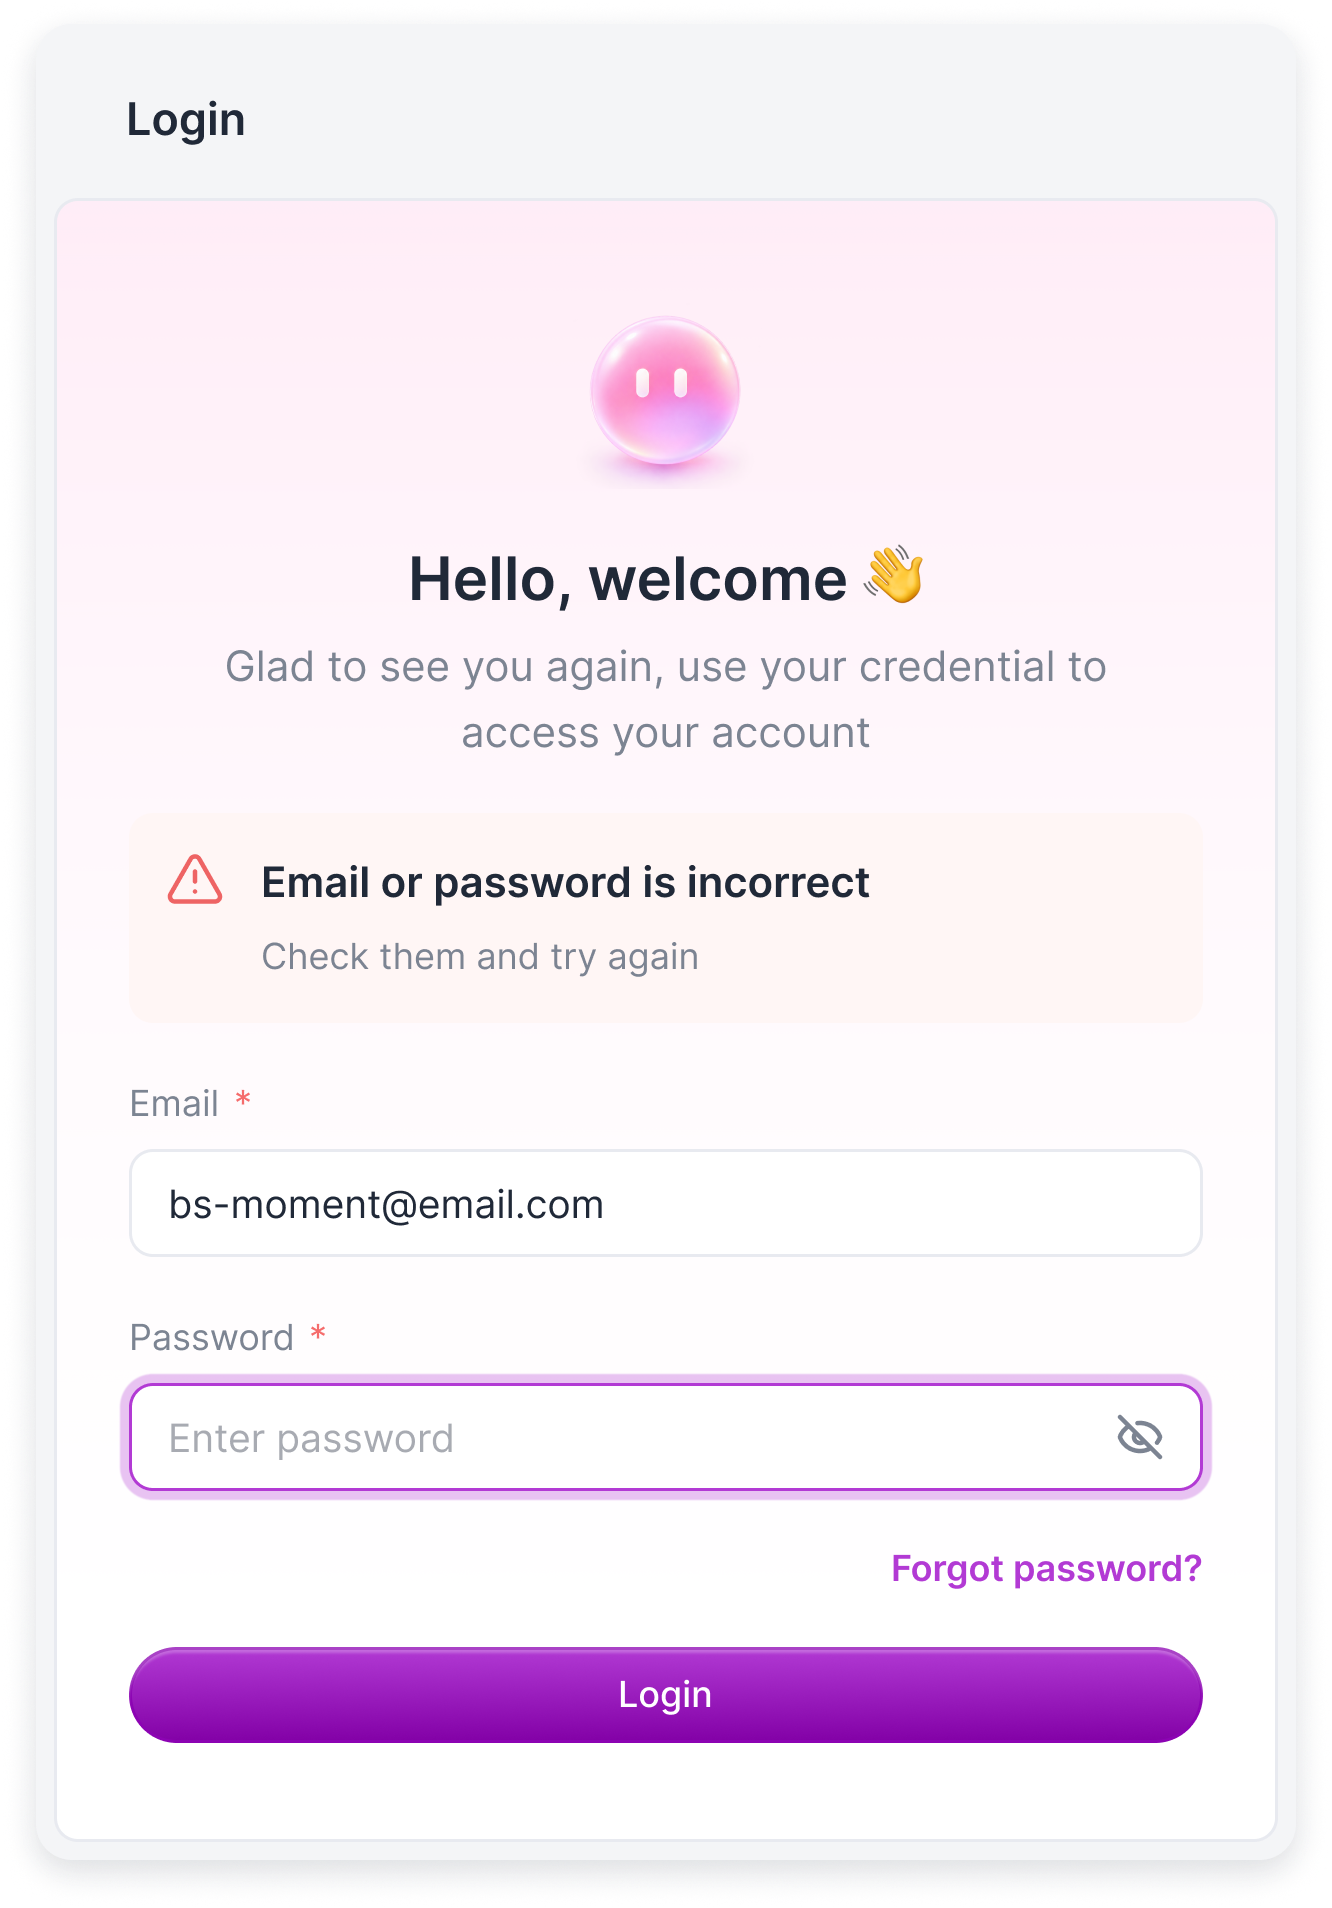 Login
Hello, welcome 👋
Glad to see you again, use your credential to
access your account
Email or password is incorrect
Check them and try again
Email *
bs-moment@email.com
Password *
Enter password
Forgot password?
Login